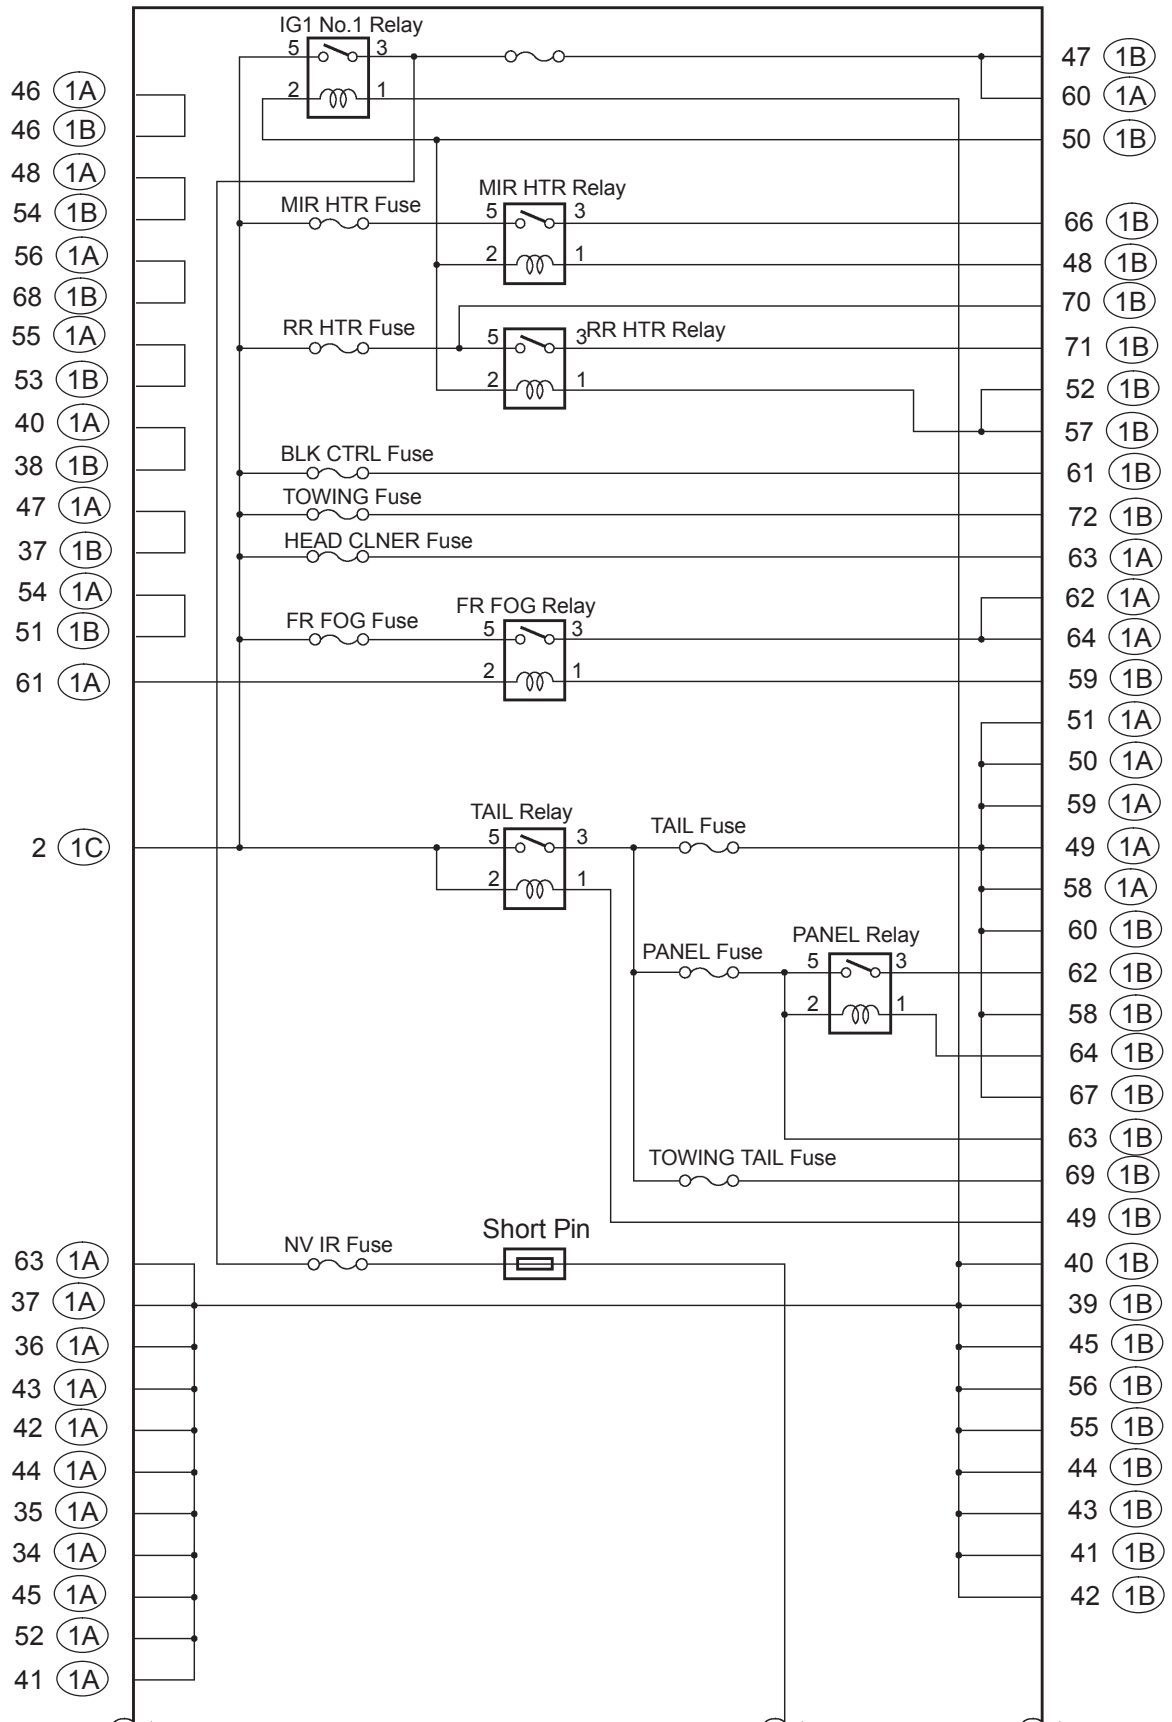 IG1 No.1 Relay
5 3
2 1
47 1B
46 1A
60 1A
46 1B
50 1B
48 1A
MIR HTR Relay
54 1B
MIR HTR Fuse
5 3
66 1B
56 1A
2 1
48 1B
68 1B
70 1B
55 1A
RR HTR Fuse
5 3
RR HTR Relay
71 1B
53 1B
2 1
52 1B
40 1A
57 1B
38 1B
BLK CTRL Fuse
61 1B
47 1A
TOWING Fuse
72 1B
37 1B
HEAD CLNER Fuse
63 1A
54 1A
FR FOG Relay
62 1A
51 1B
FR FOG Fuse
5 3
64 1A
61 1A
2 1
59 1B
51 1A
50 1A
TAIL Relay
59 1A
2 1C
5 3
TAIL Fuse
49 1A
2 1
58 1A
60 1B
PANEL Relay
PANEL Fuse
5 3
62 1B
2 1
58 1B
64 1B
67 1B
63 1B
TOWING TAIL Fuse
69 1B
49 1B
Short Pin
63 1A
NV IR Fuse
40 1B
37 1A
39 1B
36 1A
45 1B
43 1A
56 1B
42 1A
55 1B
44 1A
44 1B
35 1A
43 1B
34 1A
41 1B
45 1A
42 1B
52 1A
41 1A